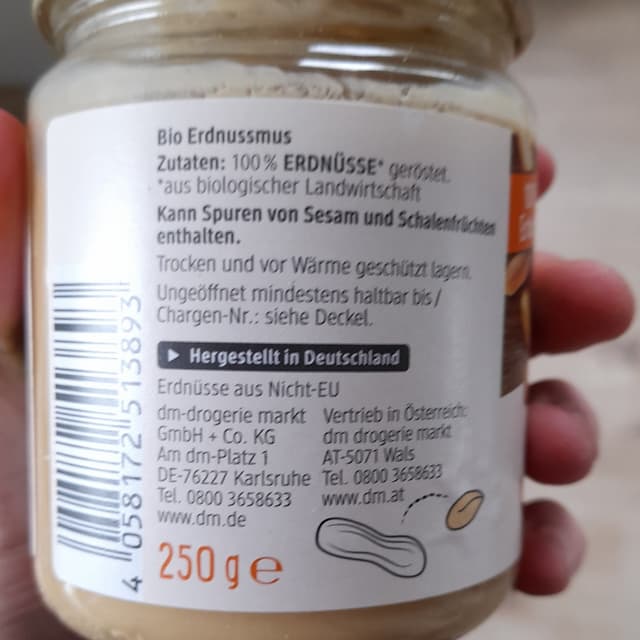 Bio Erdnussmus
Zutaten: 100 % ERDNÜSSE* geröstet.
*aus biologischer Landwirtschaft
Kann Spuren von Sesam und Schalenfrüchten
enthalten.
Trocken und vor Wärme geschützt lagern.
Ungeöffnet mindestens haltbar bis /
Chargen-Nr.: siehe Deckel.
▶ Hergestellt in Deutschland
Erdnüsse aus Nicht-EU
dm-drogerie markt
GmbH + Co. KG
Am dm-Platz 1
DE-76227 Karlsruhe
Tel. 0800 3658633
www.dm.de
Vertrieb in Österreich:
dm drogerie markt
AT-5071 Wals
Tel. 0800 3658633
www.dm.at
250 g e
4 058172 513893